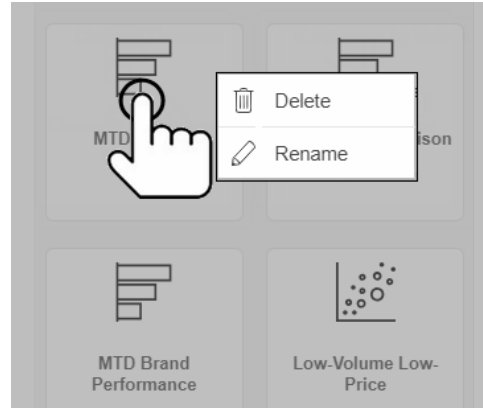 Delete
MTD
ison
Rename
MTD Brand
Performance
Low-Volume Low-
Price